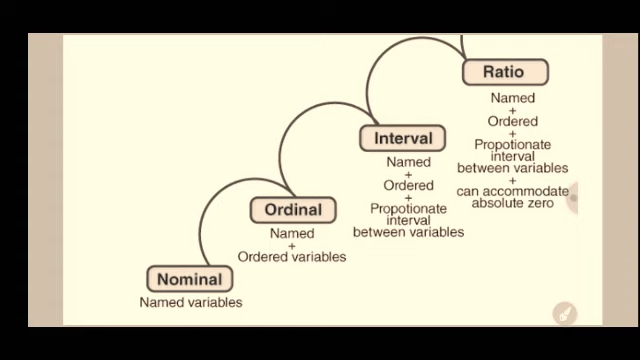 Ratio
Named
+
Ordered
+
Propotionate
interval
between variables
+
can accommodate
absolute zero
Interval
Named
+
Ordered
+
Propotionate
interval
between variables
Ordinal
Named
+
Ordered variables
Nominal
Named variables